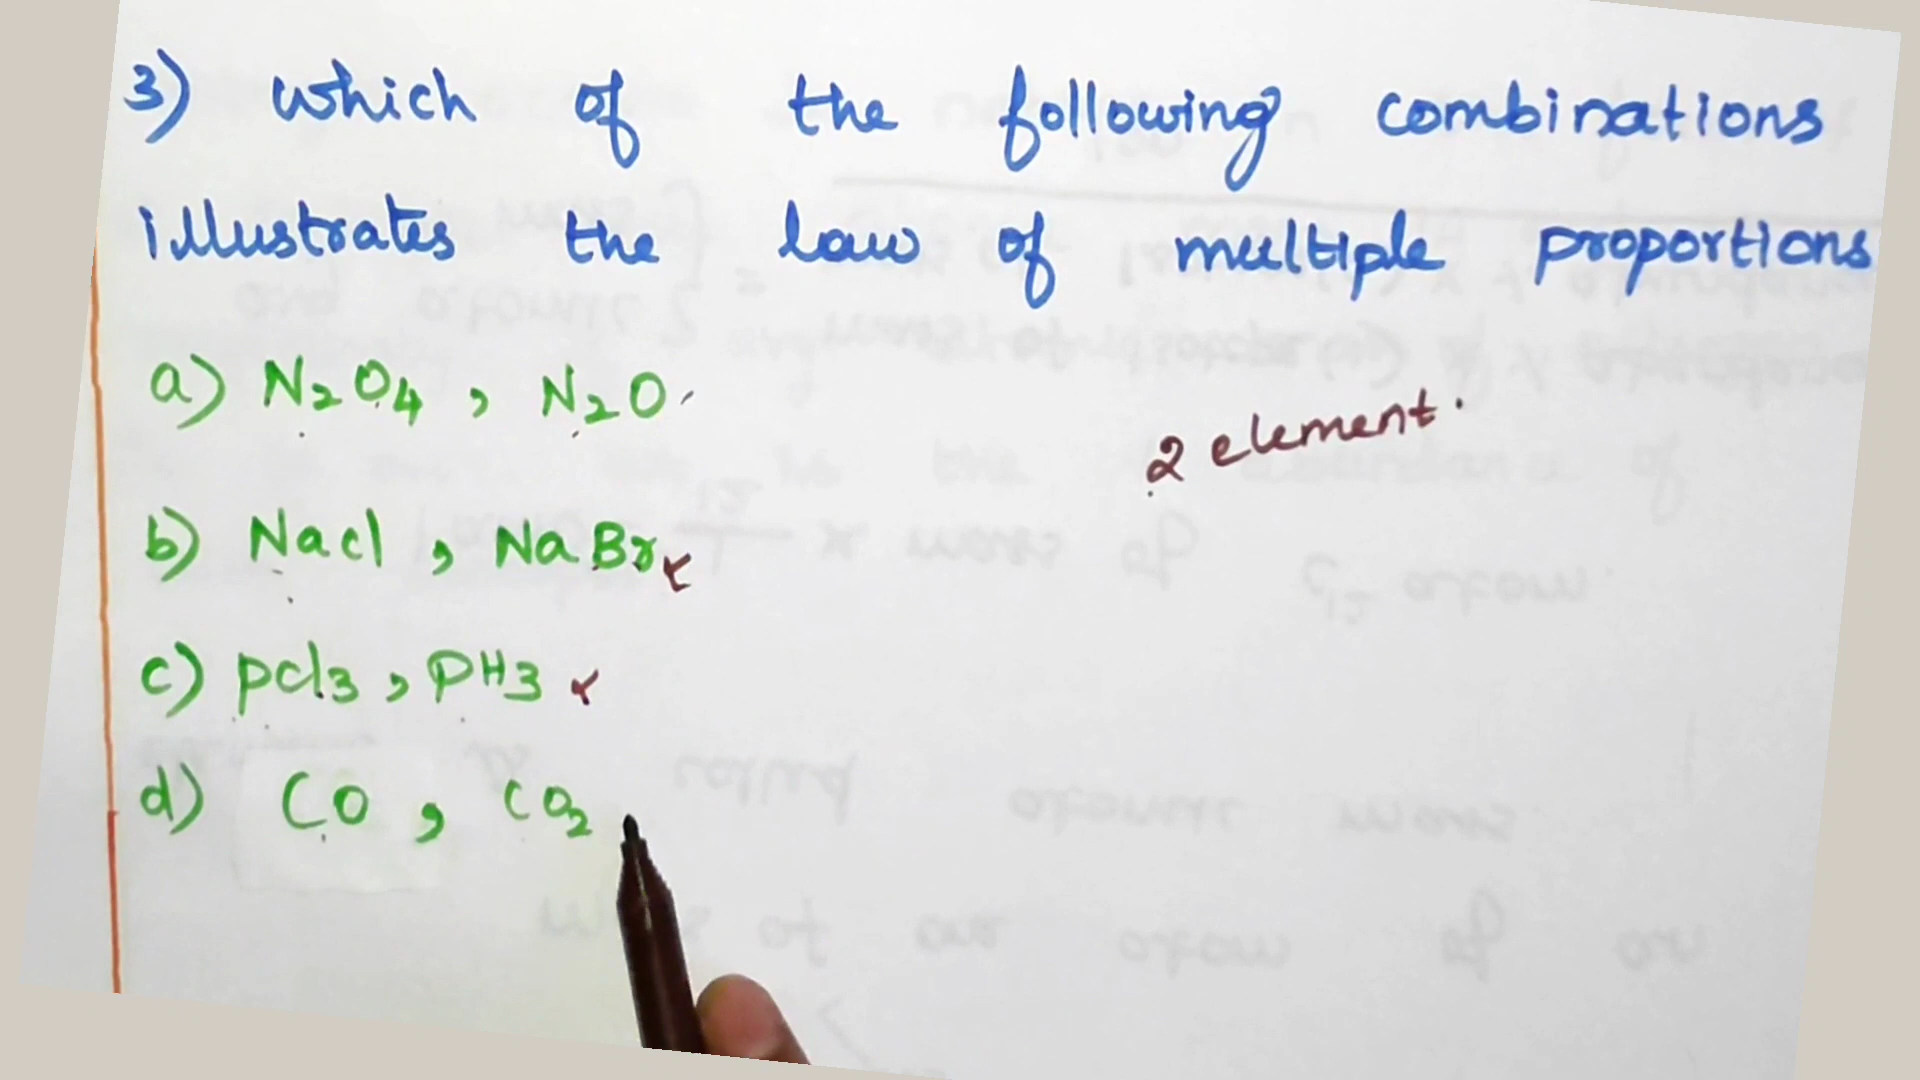 3) which of the following combinations
illustrates the law of multiple proportions
a) N2O4 , N2O
2 element.
b) Nacl , NaBr
c) pcl3 , PH3
d) CO , CO2